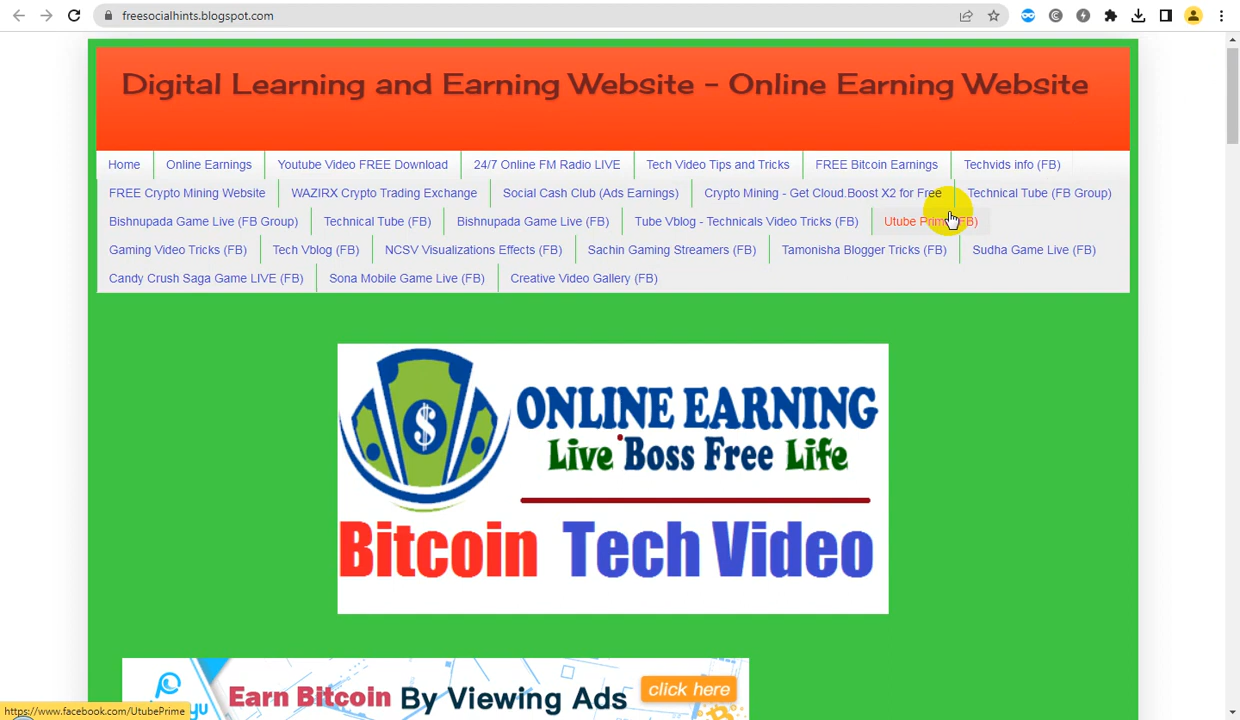 freesocialhints.blogspot.com
Digital Learning and Earning Website - Online Earning Website
Home Online Earnings Youtube Video FREE Download 24/7 Online FM Radio LIVE Tech Video Tips and Tricks FREE Bitcoin Earnings Techvids info (FB)
FREE Crypto Mining Website WAZIRX Crypto Trading Exchange Social Cash Club (Ads Earnings) Crypto Mining - Get Cloud.Boost X2 for Free Technical Tube (FB Group)
Bishnupada Game Live (FB Group) Technical Tube (FB) Bishnupada Game Live (FB) Tube Vblog - Technicals Video Tricks (FB) Utube Prime (FB)
Gaming Video Tricks (FB) Tech Vblog (FB) NCSV Visualizations Effects (FB) Sachin Gaming Streamers (FB) Tamonisha Blogger Tricks (FB) Sudha Game Live (FB)
Candy Crush Saga Game LIVE (FB) Sona Mobile Game Live (FB) Creative Video Gallery (FB)
$ ONLINE EARNING
Live Boss Free Life
Bitcoin Tech Video
Earn Bitcoin By Viewing Ads click here
https://www.facebook.com/UtubePrime